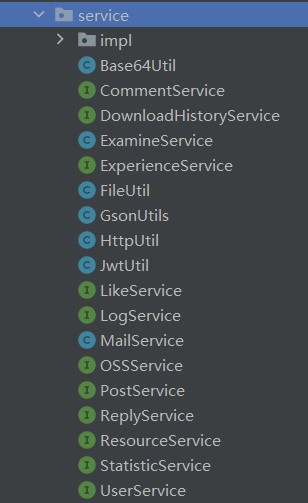 service
impl
C Base64Util
I CommentService
I DownloadHistoryService
C ExamineService
I ExperienceService
C FileUtil
C GsonUtils
C HttpUtil
C JwtUtil
I LikeService
I LogService
C MailService
I OSSService
I PostService
I ReplyService
I ResourceService
I StatisticService
I UserService